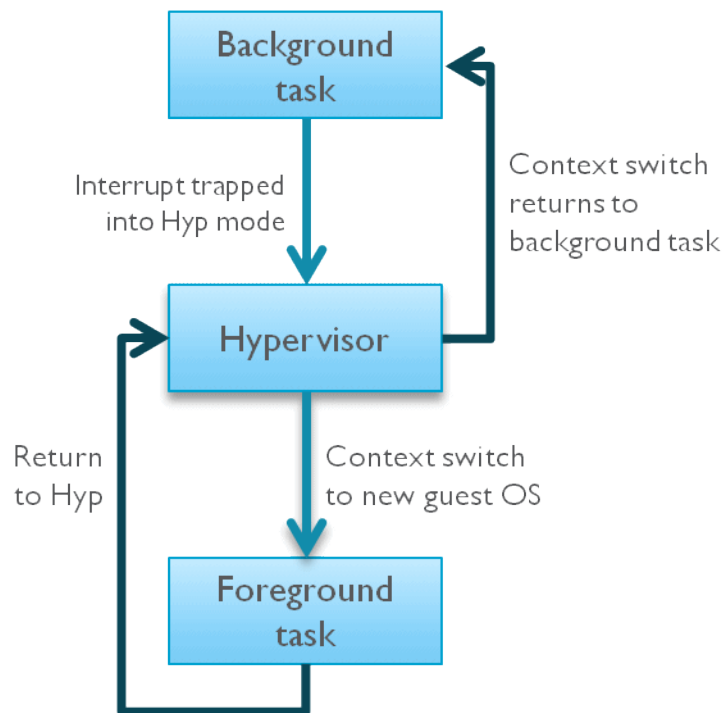 Background
task
Interrupt trapped
into Hyp mode
Context switch
returns to
background task
Hypervisor
Return
to Hyp
Context switch
to new guest OS
Foreground
task